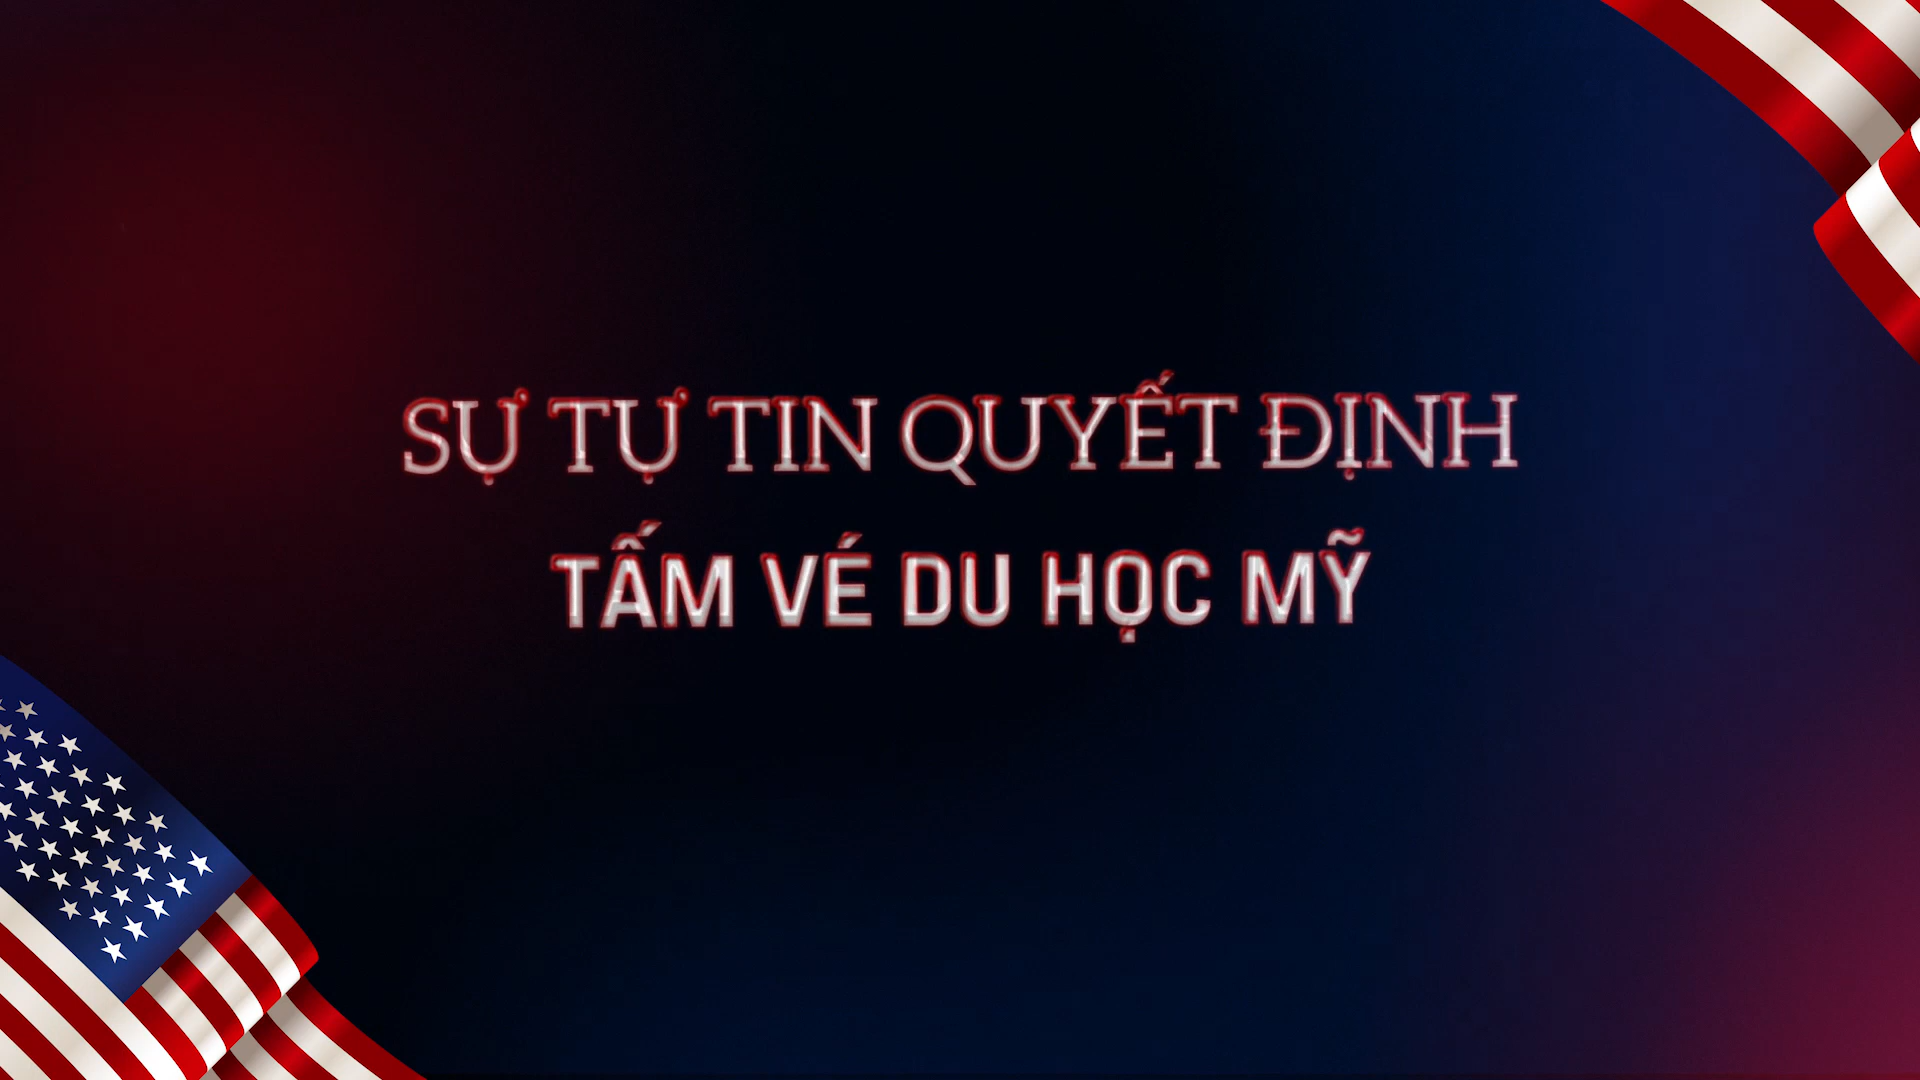 SỰ TỰ TIN QUYẾT ĐỊNH
TẤM VÉ DU HỌC MỸ